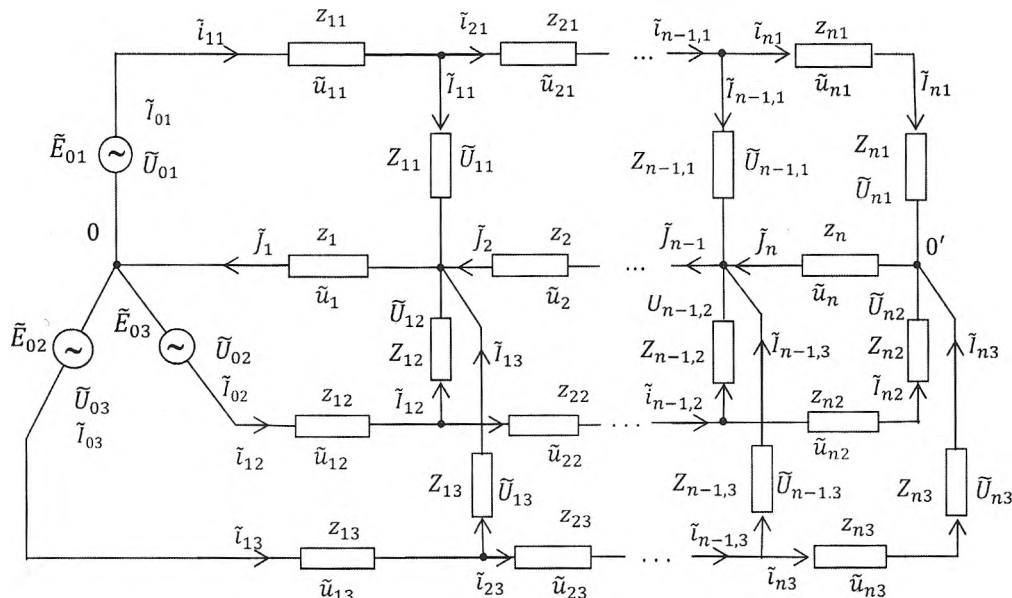 ĩ₁₁ z₁₁ ĩ₂₁ z₂₁ ĩₙ₋₁,₁ ĩₙ₁ zₙ₁
... 
ũ₁₁ Ĩ₁₁ ũ₂₁ Ĩₙ₋₁,₁ ũₙ₁ Ĩₙ₁
Ĩ₀₁
Ẽ₀₁ ~ Ũ₀₁ Z₁₁ Ũ₁₁ Zₙ₋₁,₁ Ũₙ₋₁,₁ Zₙ₁
Ũₙ₁
0 J̃₁ z₁ J̃₂ z₂ J̃ₙ₋₁ J̃ₙ zₙ 0′
...
ũ₁ ũ₂ ũₙ
Ẽ₀₂ ~ Ẽ₀₃ ~ Ũ₀₂ Ũ₁₂ Uₙ₋₁,₂ Ũₙ₂
Z₁₂ Ĩ₁₃ Zₙ₋₁,₂ Ĩₙ₋₁,₃ Zₙ₂ Ĩₙ₃
Ũ₀₃ Ĩ₀₂ z₁₂ Ĩ₁₂ z₂₂ ĩₙ₋₁,₂ zₙ₂ Ĩₙ₂
Ĩ₀₃ ...
ĩ₁₂ ũ₁₂ ũ₂₂ ũₙ₂
Z₁₃ Ũ₁₃ Zₙ₋₁,₃ Ũₙ₋₁.₃ Zₙ₃ Ũₙ₃
ĩ₁₃ z₁₃ z₂₃ ĩₙ₋₁,₃ zₙ₃
...
ũ₁₃ ĩ₂₃ ũ₂₃ ĩₙ₃ ũₙ₃